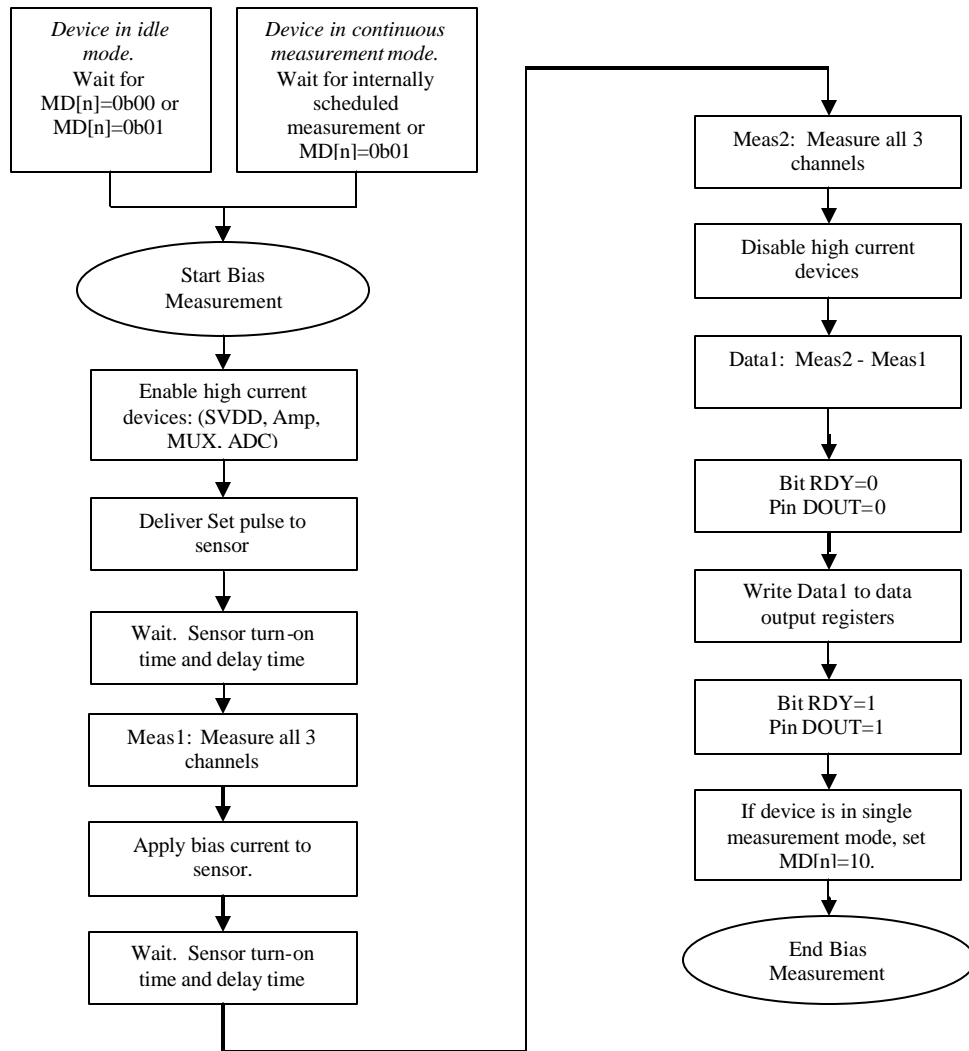 Device in idle
mode.
Wait for
MD[n]=0b00 or
MD[n]=0b01
Device in continuous
measurement mode.
Wait for internally
scheduled
measurement or
MD[n]=0b01
Start Bias
Measurement
Enable high current
devices: (SVDD, Amp,
MUX, ADC)
Deliver Set pulse to
sensor
Wait.  Sensor turn-on
time and delay time
Meas1:  Measure all 3
channels
Apply bias current to
sensor.
Wait.  Sensor turn-on
time and delay time
Meas2:  Measure all 3
channels
Disable high current
devices
Data1:  Meas2 - Meas1
Bit RDY=0
Pin DOUT=0
Write Data1 to data
output registers
Bit RDY=1
Pin DOUT=1
If device is in single
measurement mode, set
MD[n]=10.
End Bias
Measurement